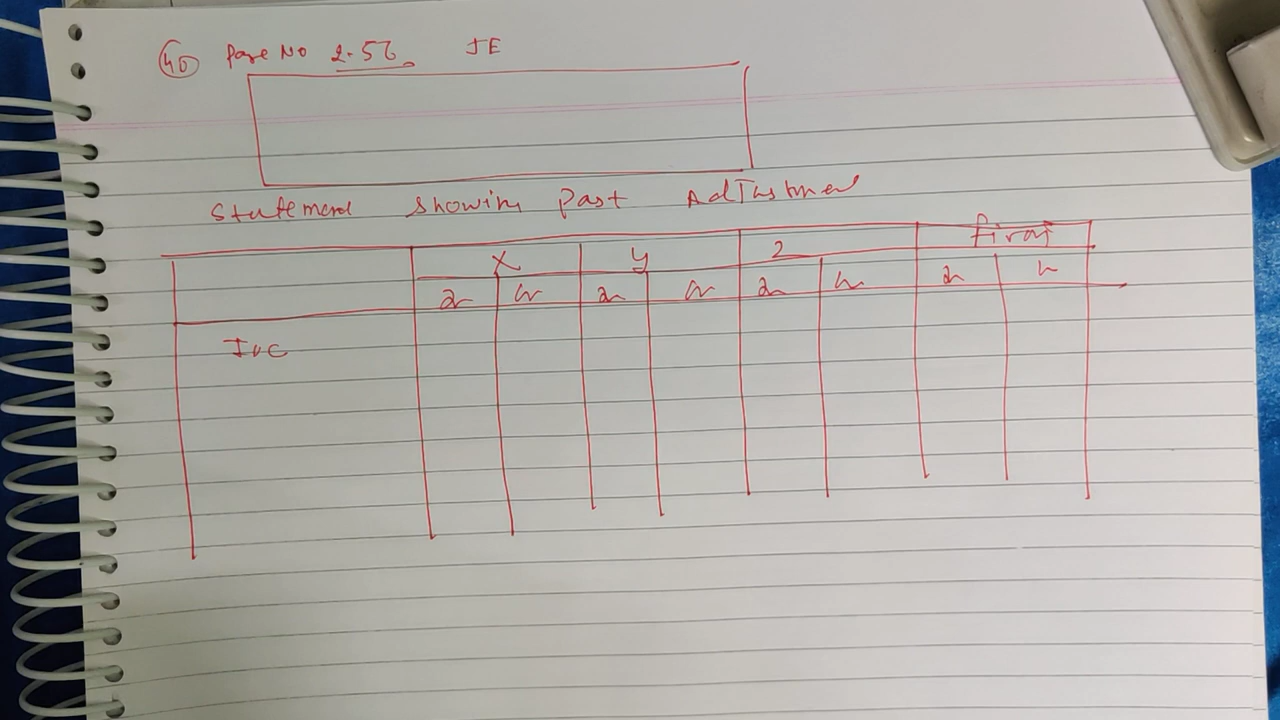 40 Page No 2.56 JE
Statement Showing Past Adjustment
X Y Z Firm
Dr Cr Dr Cr Dr Cr Dr Cr